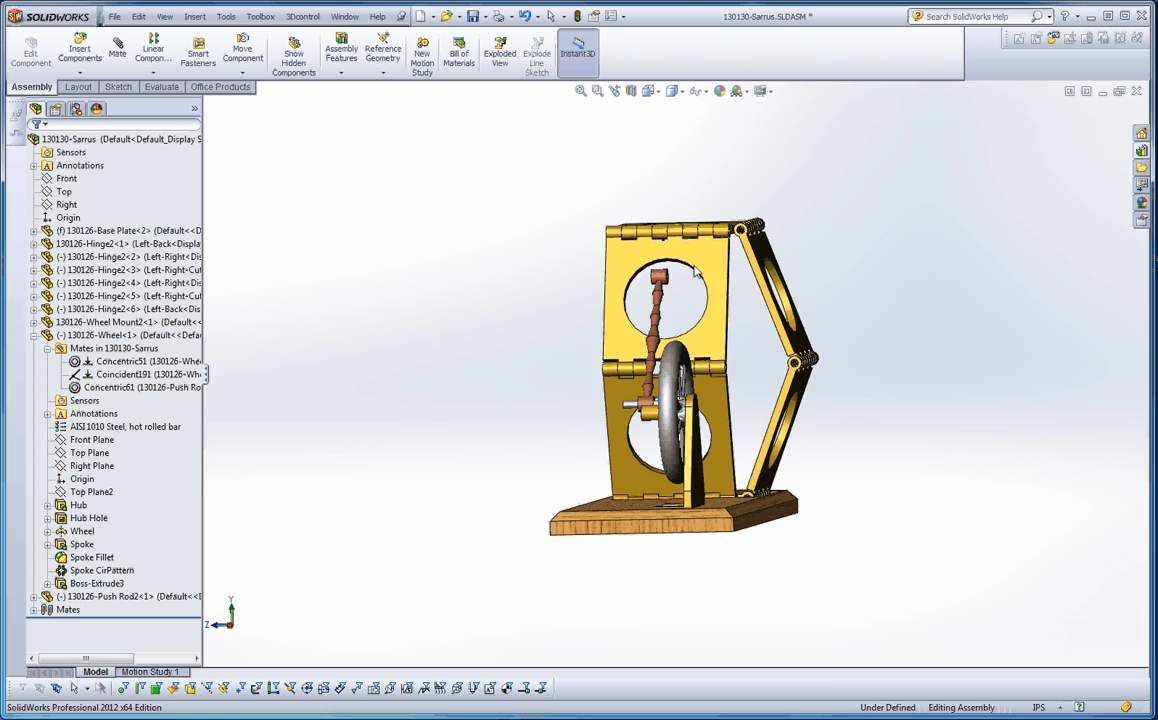 SOLIDWORKS File Edit View Insert Tools Toolbox 3Dcontrol Window Help 130130-Sarrus.SLDASM * Search SolidWorks Help
Edit Component
Insert Components
Mate
Linear Compon...
Smart Fasteners
Move Component
Show Hidden Components
Assembly Features
Reference Geometry
New Motion Study
Bill of Materials
Exploded View
Explode Line Sketch
Instant3D
Assembly Layout Sketch Evaluate Office Products
130130-Sarrus (Default<Default_Display S
Sensors
Annotations
Front
Top
Right
Origin
(f) 130126-Base Plate<2> (Default<D
130126-Hinge2<1> (Left-Back<Display
(-) 130126-Hinge2<2> (Left-Right<Dis
(-) 130126-Hinge2<3> (Left-Right-Cut
(-) 130126-Hinge2<4> (Left-Right<Dis
(-) 130126-Hinge2<5> (Left-Right-Cut
(-) 130126-Hinge2<6> (Left-Back<Dis
130126-Wheel Mount2<1> (Default<
(-) 130126-Wheel<1> (Default<<Defa
Mates in 130130-Sarrus
Concentric51 (130126-Whe
Coincident191 (130126-Wh
Concentric61 (130126-Push Ro
Sensors
Annotations
AISI 1010 Steel, hot rolled bar
Front Plane
Top Plane
Right Plane
Origin
Top Plane2
Hub
Hub Hole
Wheel
Spoke
Spoke Fillet
Spoke CirPattern
Boss-Extrude3
(-) 130126-Push Rod2<1> (Default<<
Mates
Y
Z
Model Motion Study 1
SolidWorks Professional 2012 x64 Edition Under Defined Editing Assembly IPS